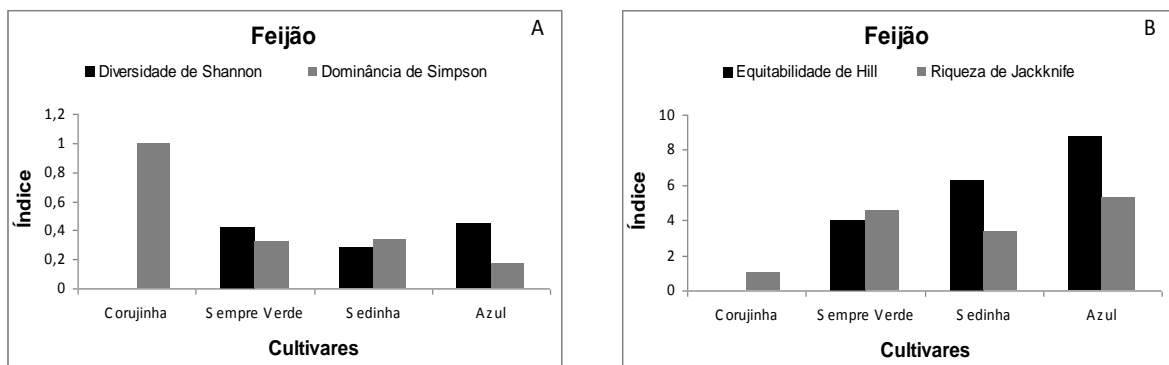 A
Feijão
Diversidade de Shannon Dominância de Simpson
1,2
1
0,8
0,6
0,4
0,2
0
Índice
Corujinha Sempre Verde Sedinha Azul
Cultivares
B
Feijão
Equitabilidade de Hill Riqueza de Jackknife
10
8
6
4
2
0
Índice
Corujinha Sempre Verde Sedinha Azul
Cultivares